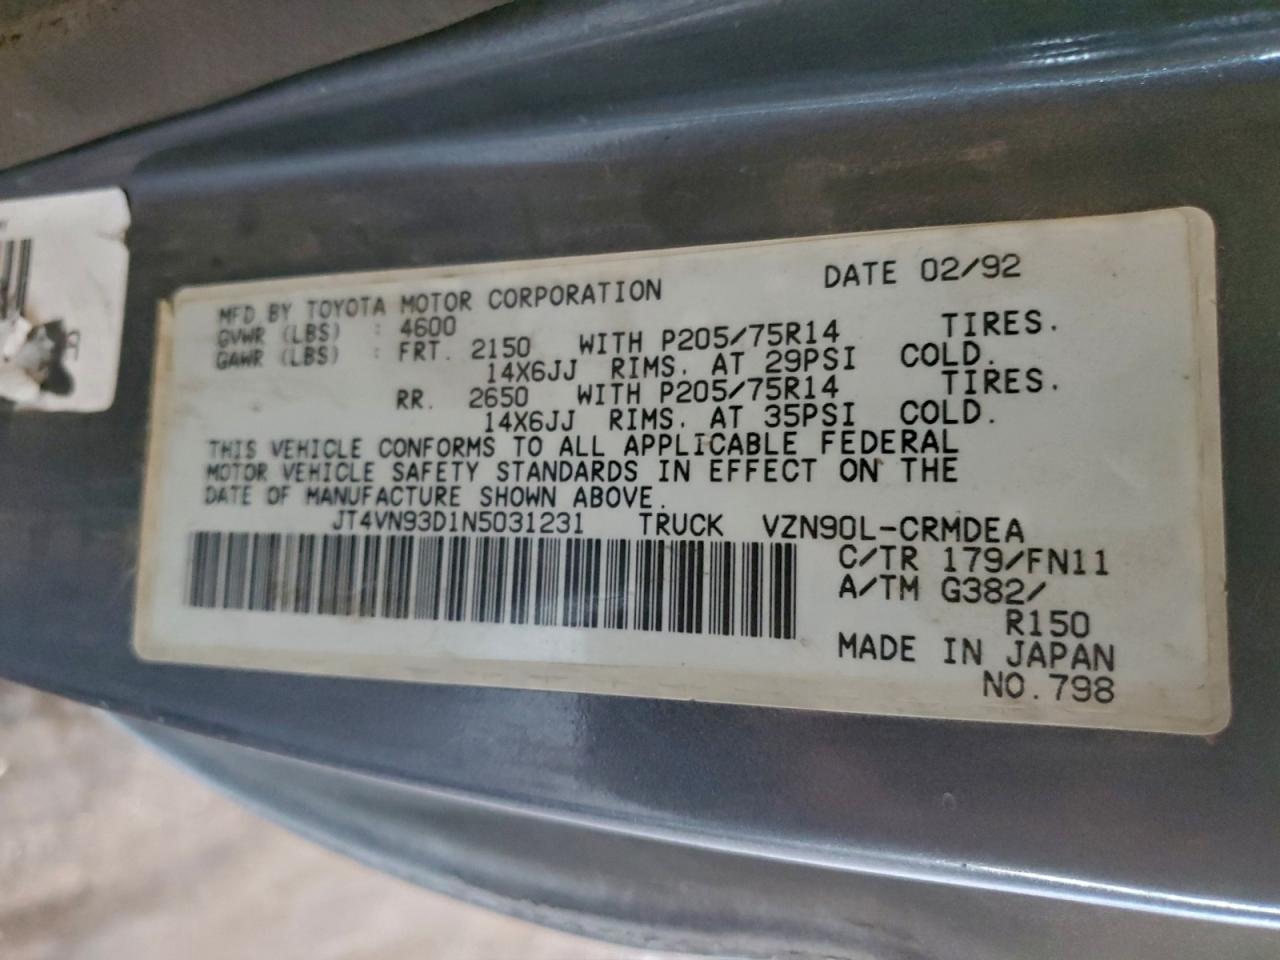 MFD BY TOYOTA MOTOR CORPORATION DATE 02/92
GVWR (LBS) : 4600
GAWR (LBS) : FRT. 2150 WITH P205/75R14 TIRES.
14X6JJ RIMS. AT 29PSI COLD.
RR. 2650 WITH P205/75R14 TIRES.
14X6JJ RIMS. AT 35PSI COLD.
THIS VEHICLE CONFORMS TO ALL APPLICABLE FEDERAL
MOTOR VEHICLE SAFETY STANDARDS IN EFFECT ON THE
DATE OF MANUFACTURE SHOWN ABOVE.
JT4VN93D1N5031231 TRUCK VZN90L-CRMDEA
C/TR 179/FN11
A/TM G382/
R150
MADE IN JAPAN
NO.798